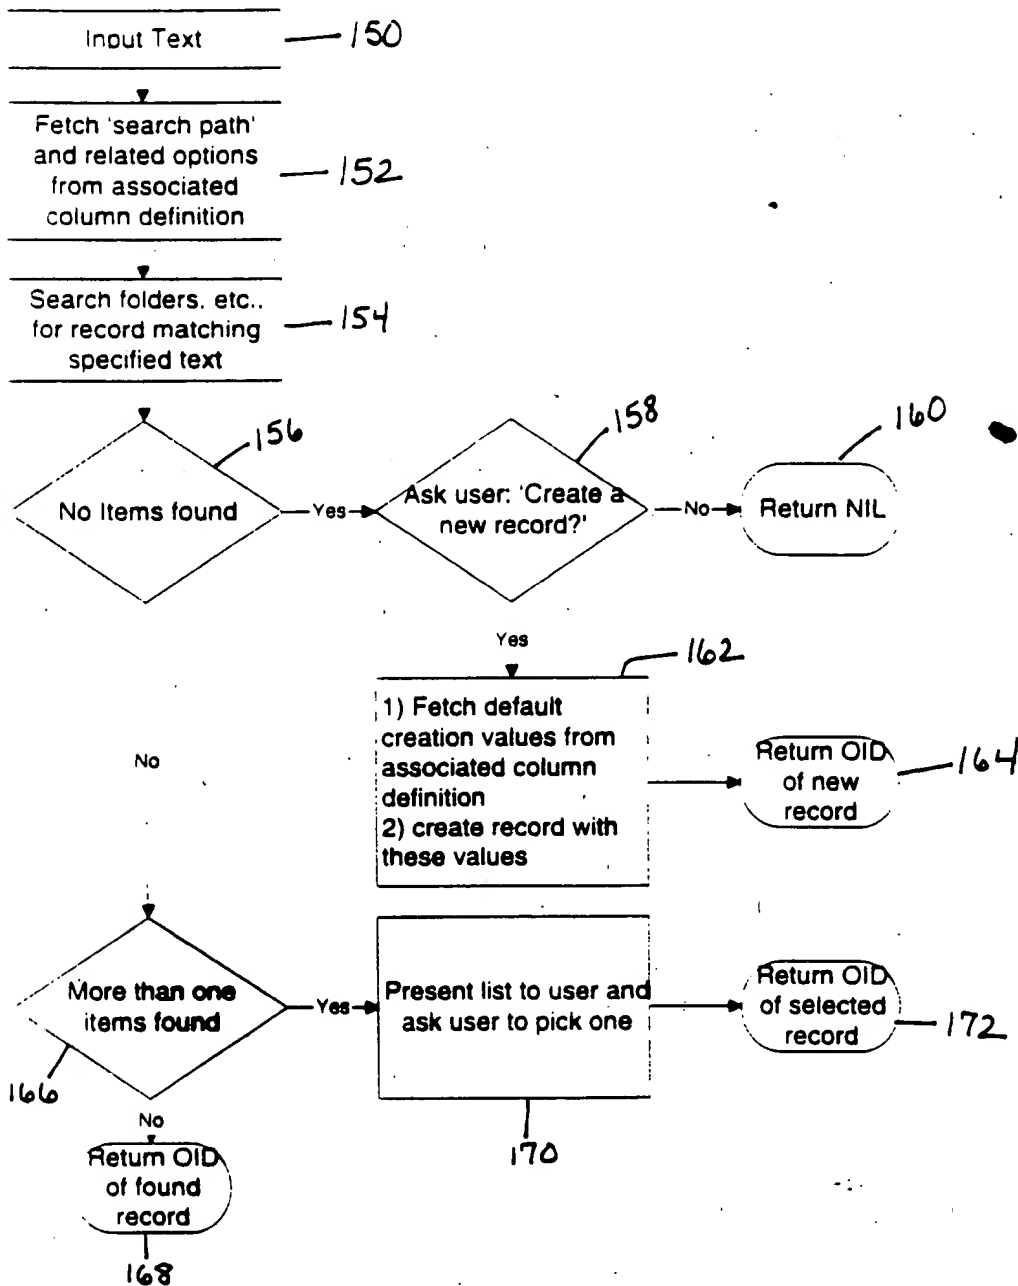 Input Text
150
Fetch 'search path'
and related options
from associated
column definition
152
Search folders, etc.,
for record matching
specified text
154
156
No Items found
Yes
158
Ask user: 'Create a
new record?'
No
160
Return NIL
Yes
162
1) Fetch default
creation values from
associated column
definition
2) create record with
these values
Return OID
of new
record
164
No
More than one
items found
166
Yes
Present list to user and
ask user to pick one
170
Return OID
of selected
record
172
No
Return OID
of found
record
168